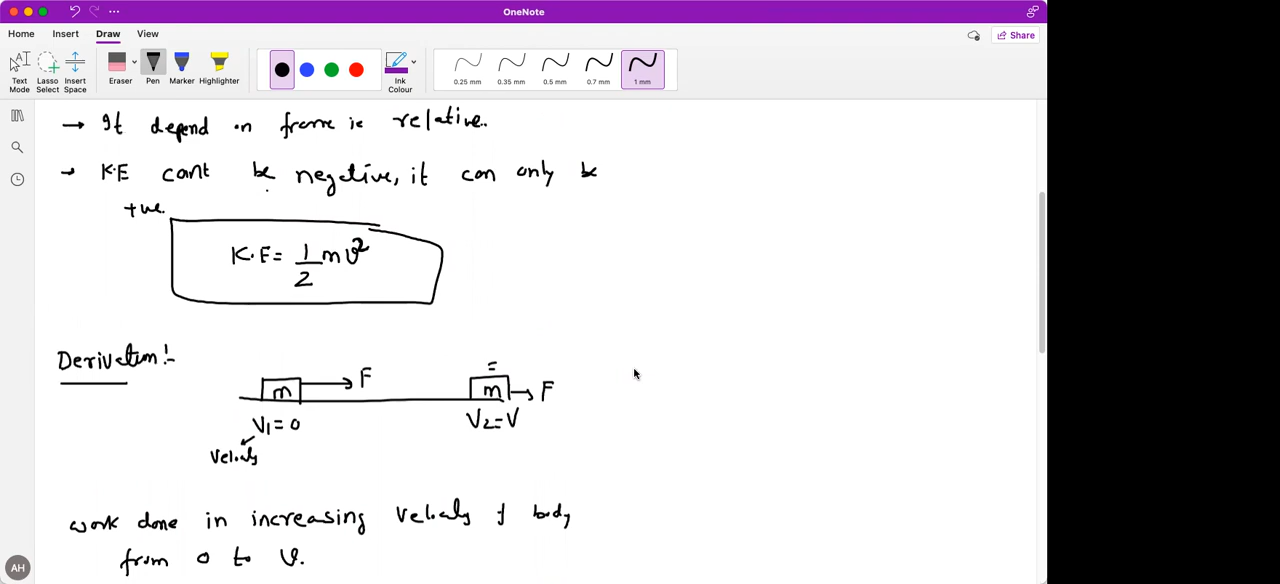 OneNote
Home Insert Draw View
Share
Text Mode
Lasso Select
Insert Space
Eraser
Pen
Marker
Highlighter
Ink Colour
0.25 mm 0.35 mm 0.5 mm 0.7 mm 1 mm
→ It depend on frame ie relative.
→ K.E can't be negative, it can only be
+ve.
K.E = 1/2 mv²
Derivation:-
m → F m → F
V₁ = 0 V₂ = V
Velocity
work done in increasing velocity of body
from 0 to v.
AH